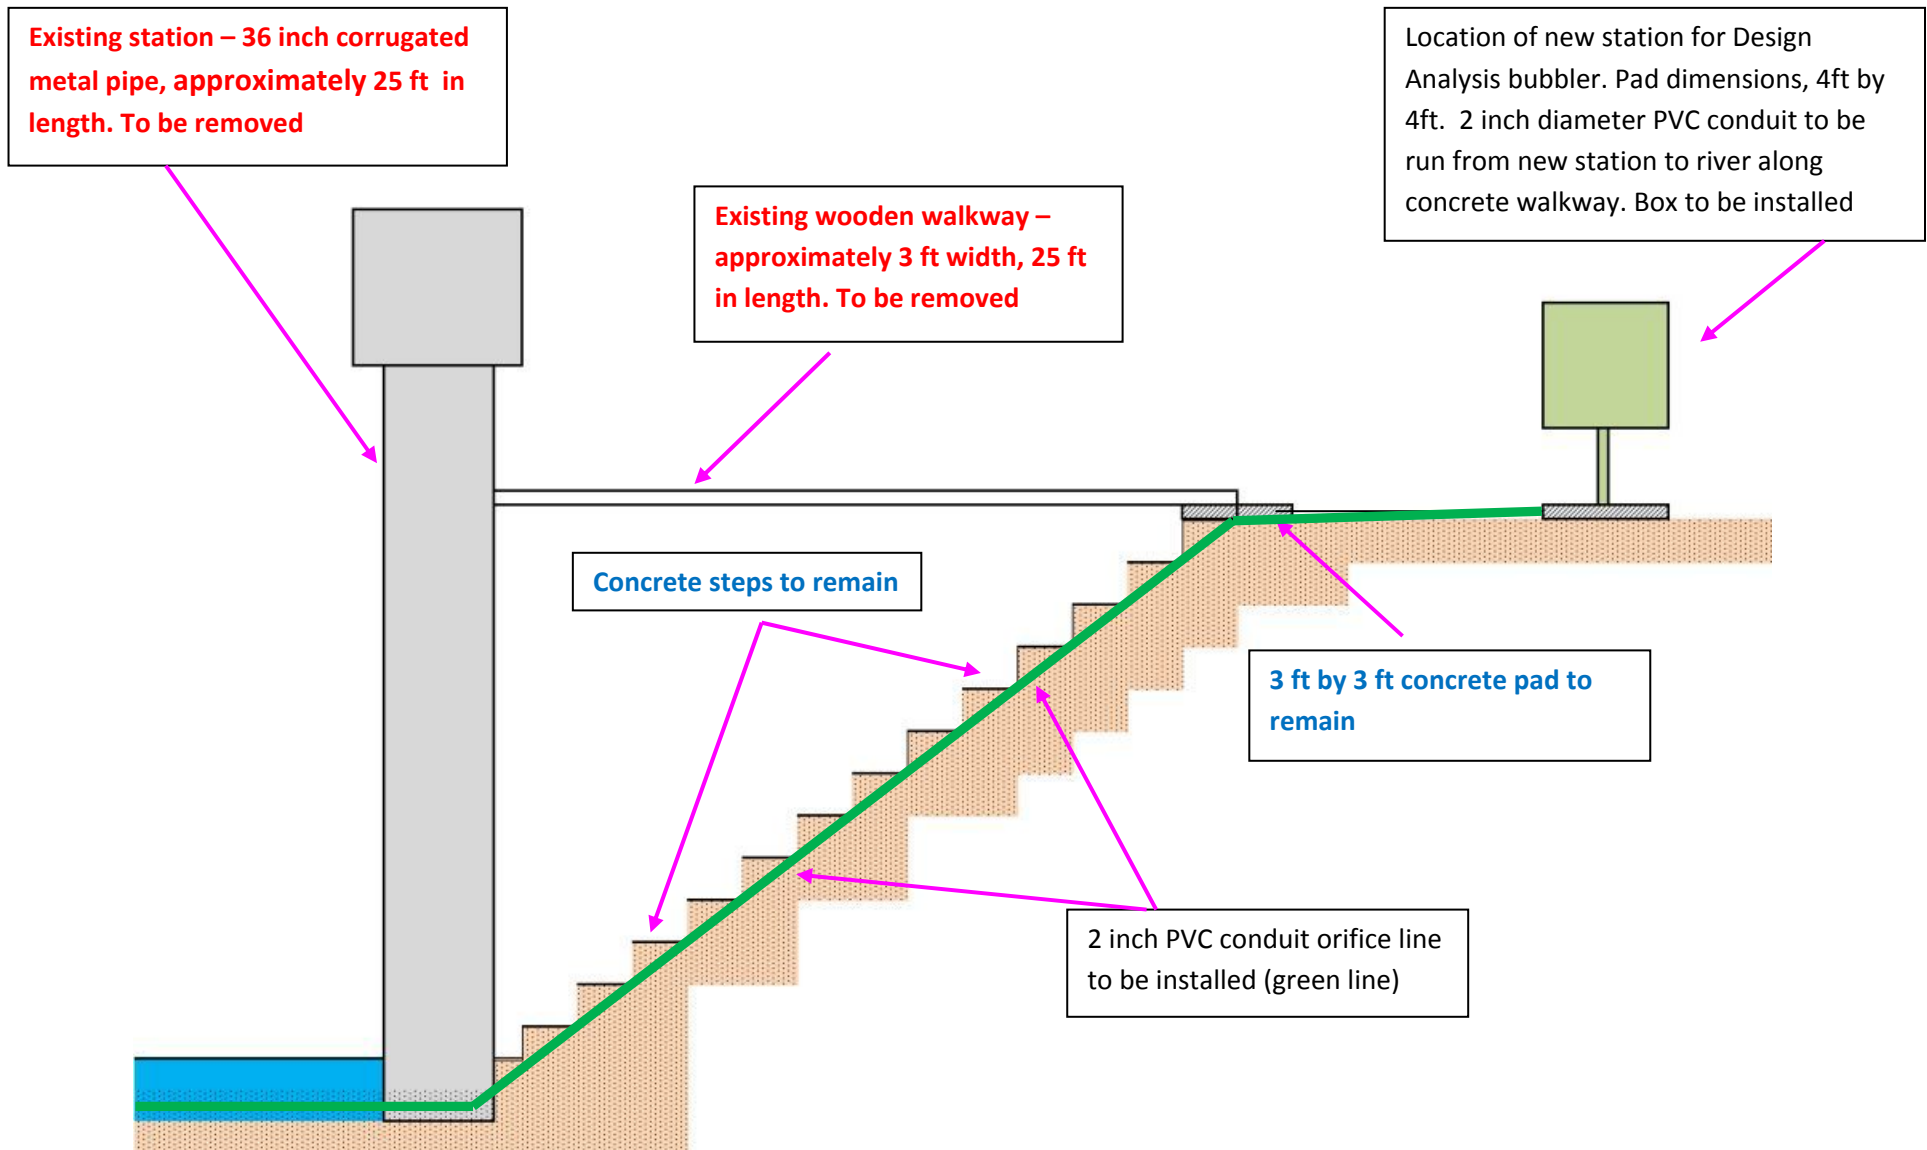 Existing station – 36 inch corrugated
metal pipe, approximately 25 ft in
length. To be removed
Location of new station for Design
Analysis bubbler. Pad dimensions, 4ft by
4ft. 2 inch diameter PVC conduit to be
run from new station to river along
concrete walkway. Box to be installed
Existing wooden walkway –
approximately 3 ft width, 25 ft
in length. To be removed
Concrete steps to remain
3 ft by 3 ft concrete pad to
remain
2 inch PVC conduit orifice line
to be installed (green line)